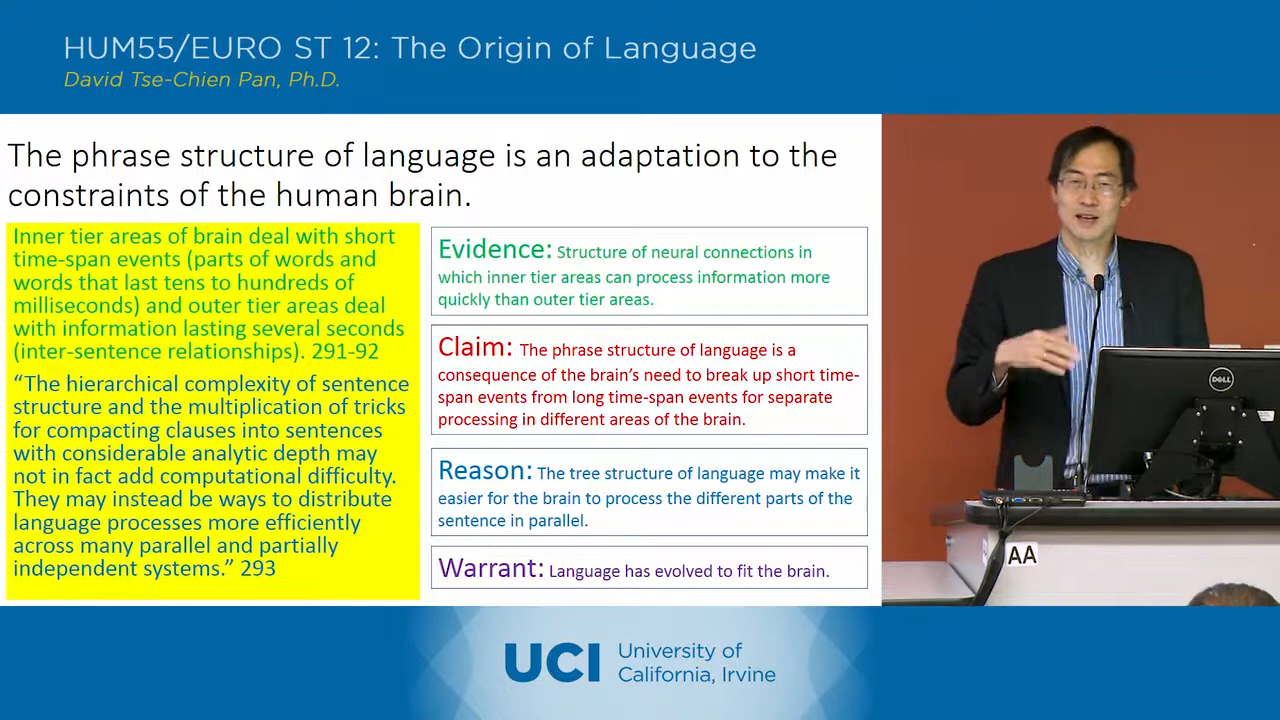 HUM55/EURO ST 12: The Origin of Language
David Tse-Chien Pan, Ph.D.
The phrase structure of language is an adaptation to the
constraints of the human brain.
Inner tier areas of brain deal with short
time-span events (parts of words and
words that last tens to hundreds of
milliseconds) and outer tier areas deal
with information lasting several seconds
(inter-sentence relationships). 291-92
“The hierarchical complexity of sentence
structure and the multiplication of tricks
for compacting clauses into sentences
with considerable analytic depth may
not in fact add computational difficulty.
They may instead be ways to distribute
language processes more efficiently
across many parallel and partially
independent systems.” 293
Evidence: Structure of neural connections in
which inner tier areas can process information more
quickly than outer tier areas.
Claim: The phrase structure of language is a
consequence of the brain’s need to break up short time-
span events from long time-span events for separate
processing in different areas of the brain.
Reason: The tree structure of language may make it
easier for the brain to process the different parts of the
sentence in parallel.
Warrant: Language has evolved to fit the brain.
DELL
AA
UCI
University of
California, Irvine